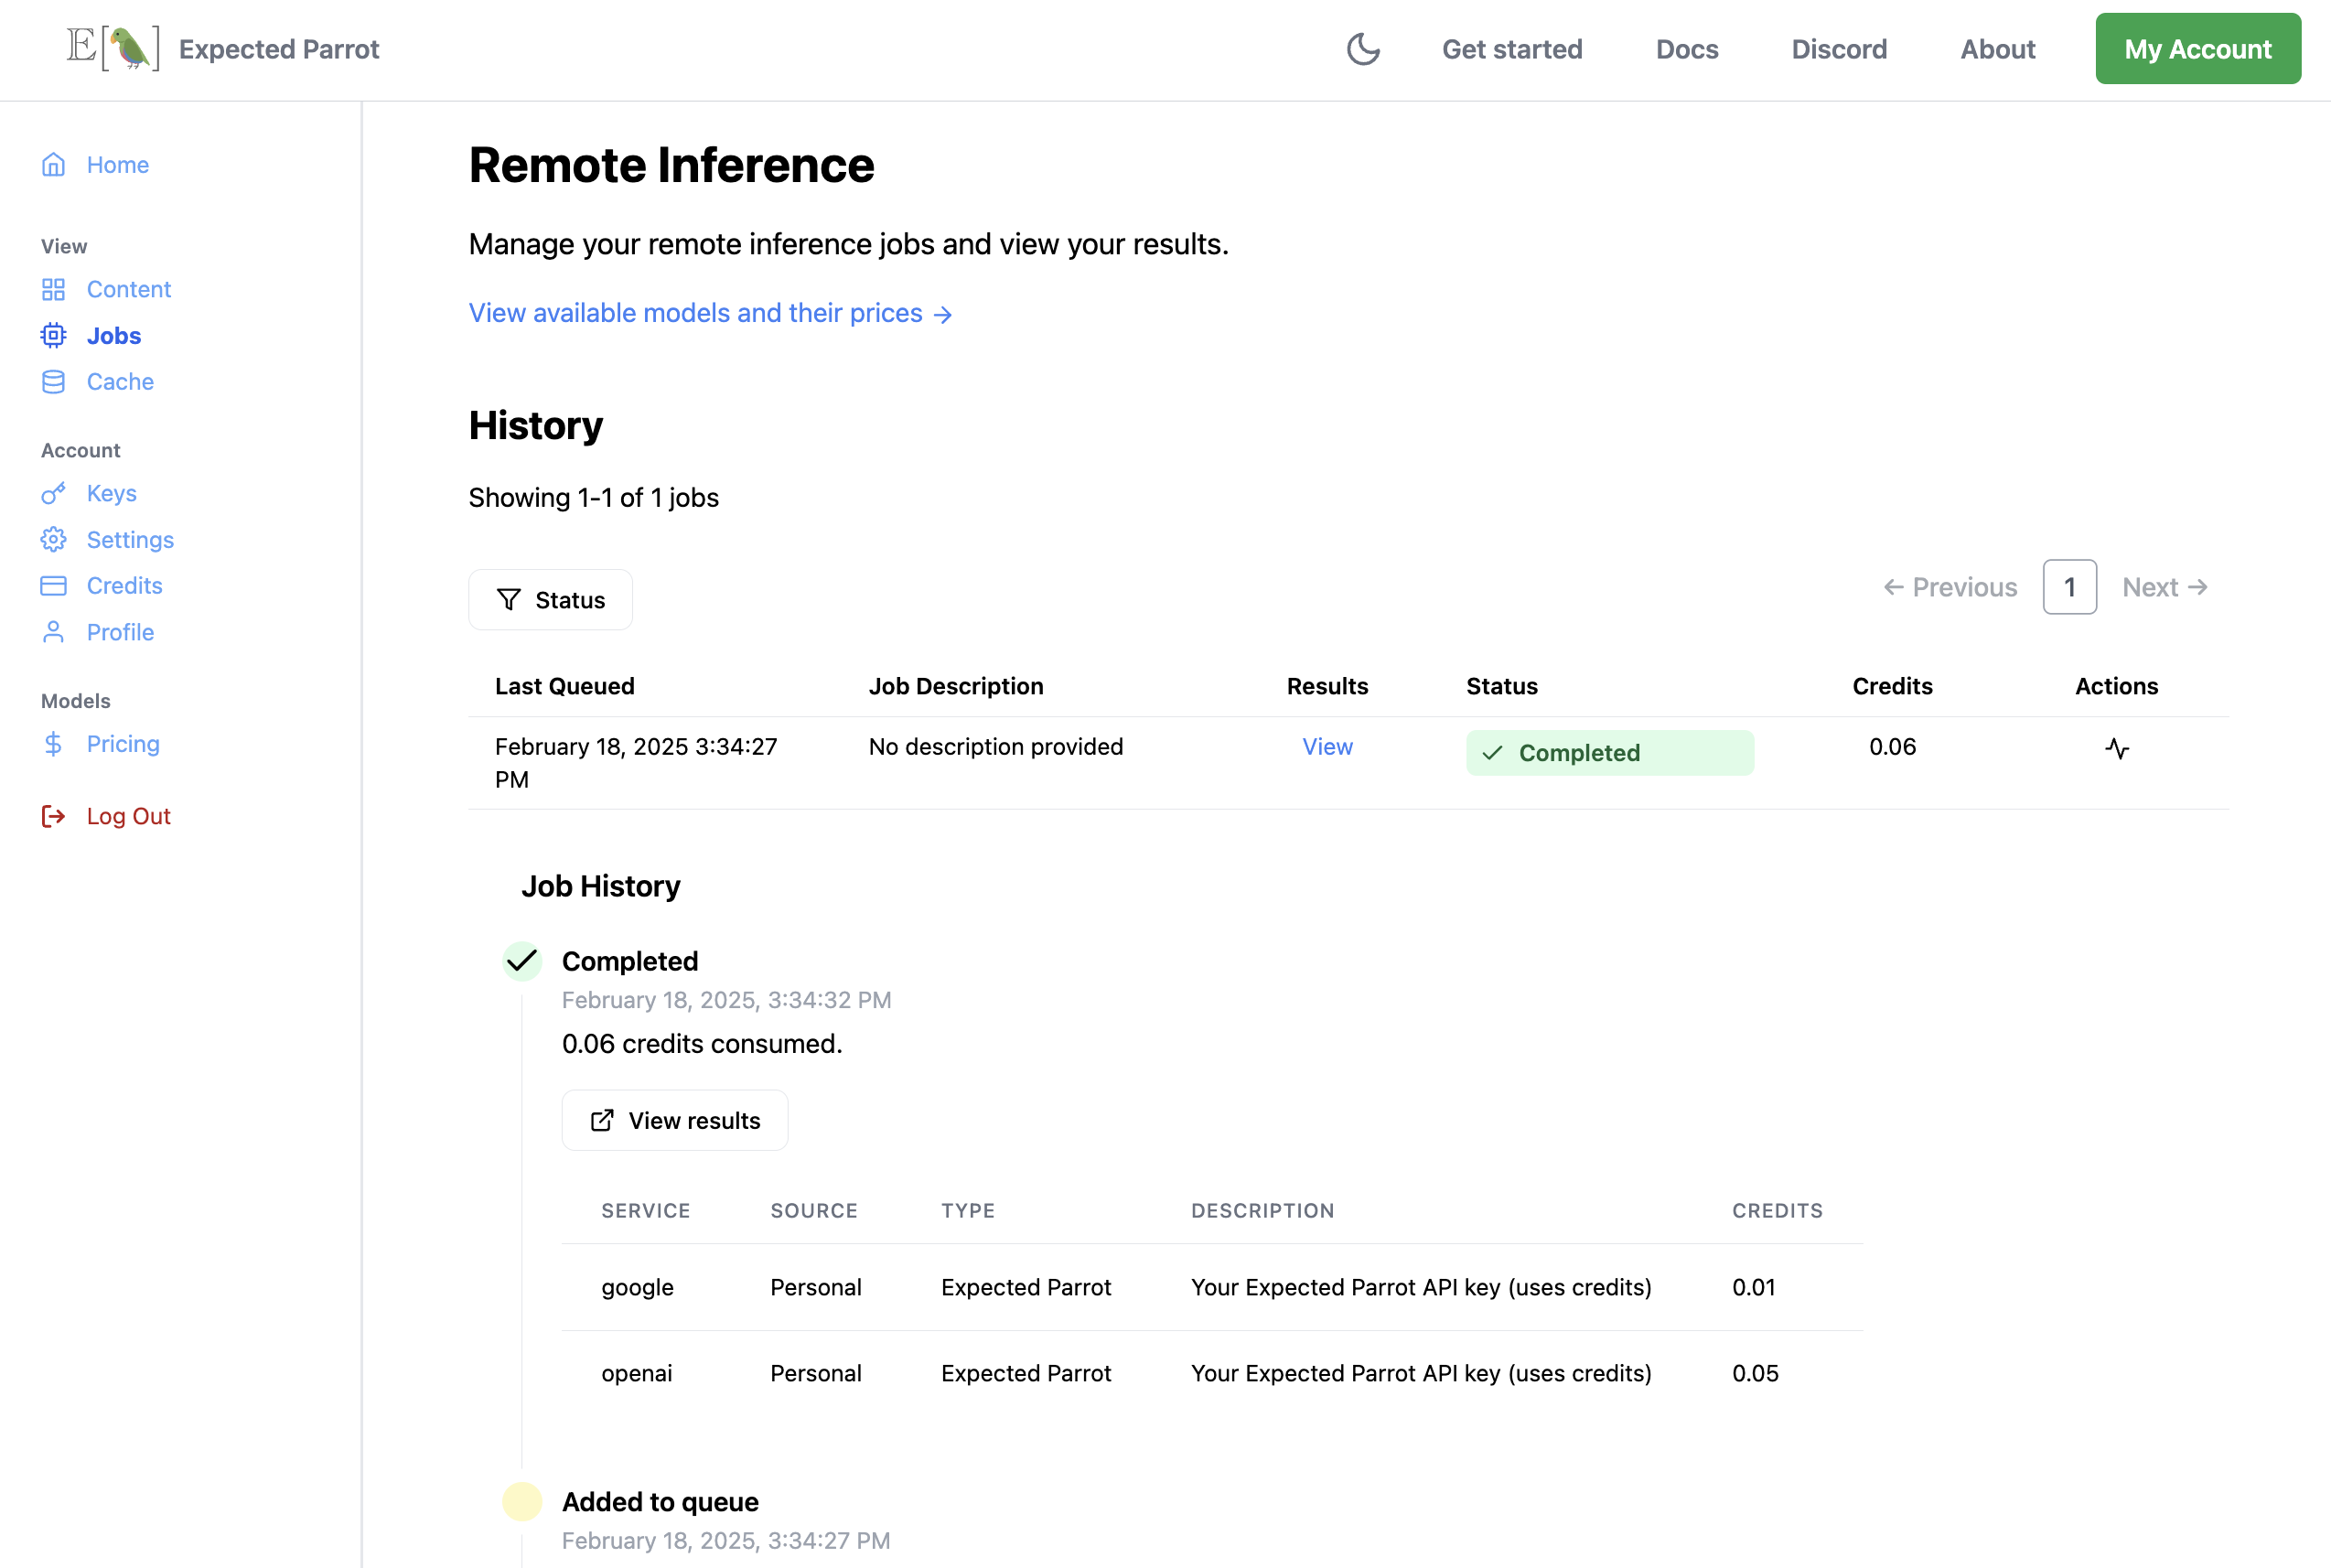 E[ ] Expected Parrot
Get started
Docs
Discord
About
My Account
Home
View
Content
Jobs
Cache
Account
Keys
Settings
Credits
Profile
Models
Pricing
Log Out
Remote Inference
Manage your remote inference jobs and view your results.
View available models and their prices →
History
Showing 1-1 of 1 jobs
Status
← Previous 1 Next →
Last Queued Job Description Results Status Credits Actions
February 18, 2025 3:34:27 No description provided View Completed 0.06
PM
Job History
Completed
February 18, 2025, 3:34:32 PM
0.06 credits consumed.
View results
SERVICE SOURCE TYPE DESCRIPTION CREDITS
google Personal Expected Parrot Your Expected Parrot API key (uses credits) 0.01
openai Personal Expected Parrot Your Expected Parrot API key (uses credits) 0.05
Added to queue
February 18, 2025, 3:34:27 PM